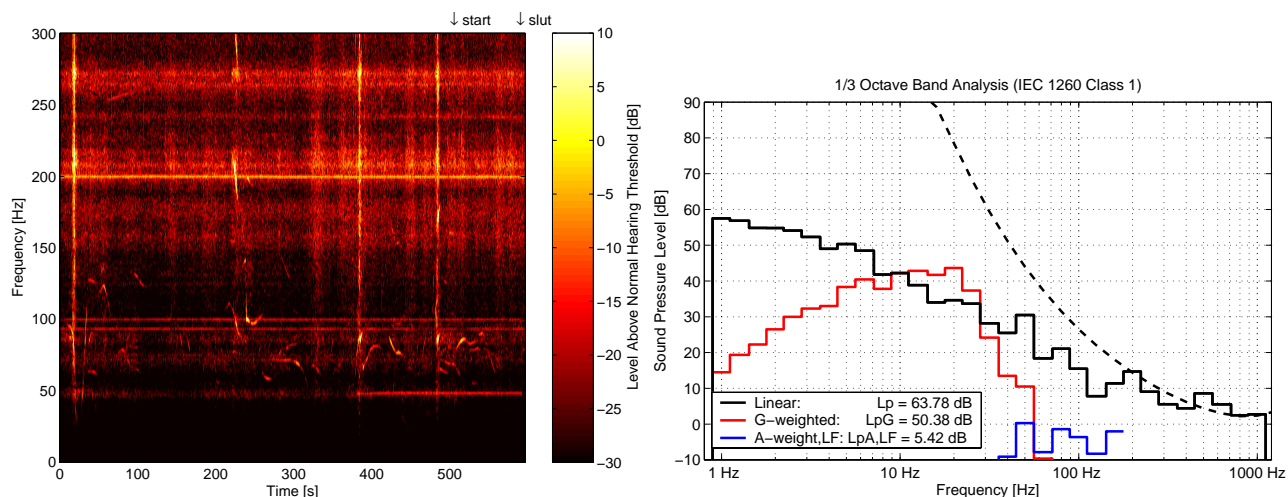 ↓ start ↓ slut
300
250
200
150
100
50
0
Frequency [Hz]
0 100 200 300 400 500
Time [s]
10
5
0
−5
−10
−15
−20
−25
−30
Level Above Normal Hearing Threshold [dB]
1/3 Octave Band Analysis (IEC 1260 Class 1)
90
80
70
60
50
40
30
20
10
0
−10
Sound Pressure Level [dB]
Linear: Lp = 63.78 dB
G−weighted: LpG = 50.38 dB
A−weight,LF: LpA,LF = 5.42 dB
1 Hz 10 Hz 100 Hz 1000 Hz
Frequency [Hz]